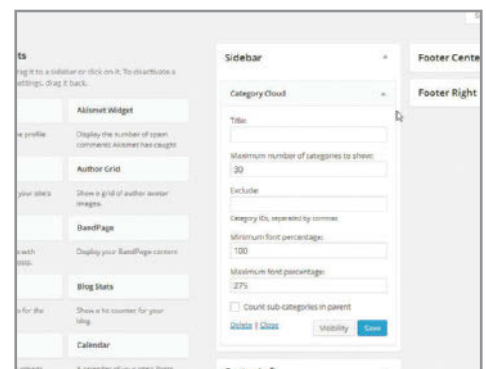 ts
drag it to a sidebar or click on it. To deactivate a
settings, drag it back.
Akismet Widget
e profile
Display the number of spam
comments Akismet has caught
Author Grid
your site's
Show a grid of author avatar
images.
BandPage
with
Display your BandPage content
Blog Stats
s for the
Show a hit counter for your
blog.
Calendar
Sidebar
Category Cloud
Title:
Maximum number of categories to show:
30
Exclude:
Category IDs, separated by commas
Minimum font percentage:
100
Maximum font percentage:
275
Count sub-categories in parent
Delete | Close
Visibility
Save
Footer Cente
Footer Right